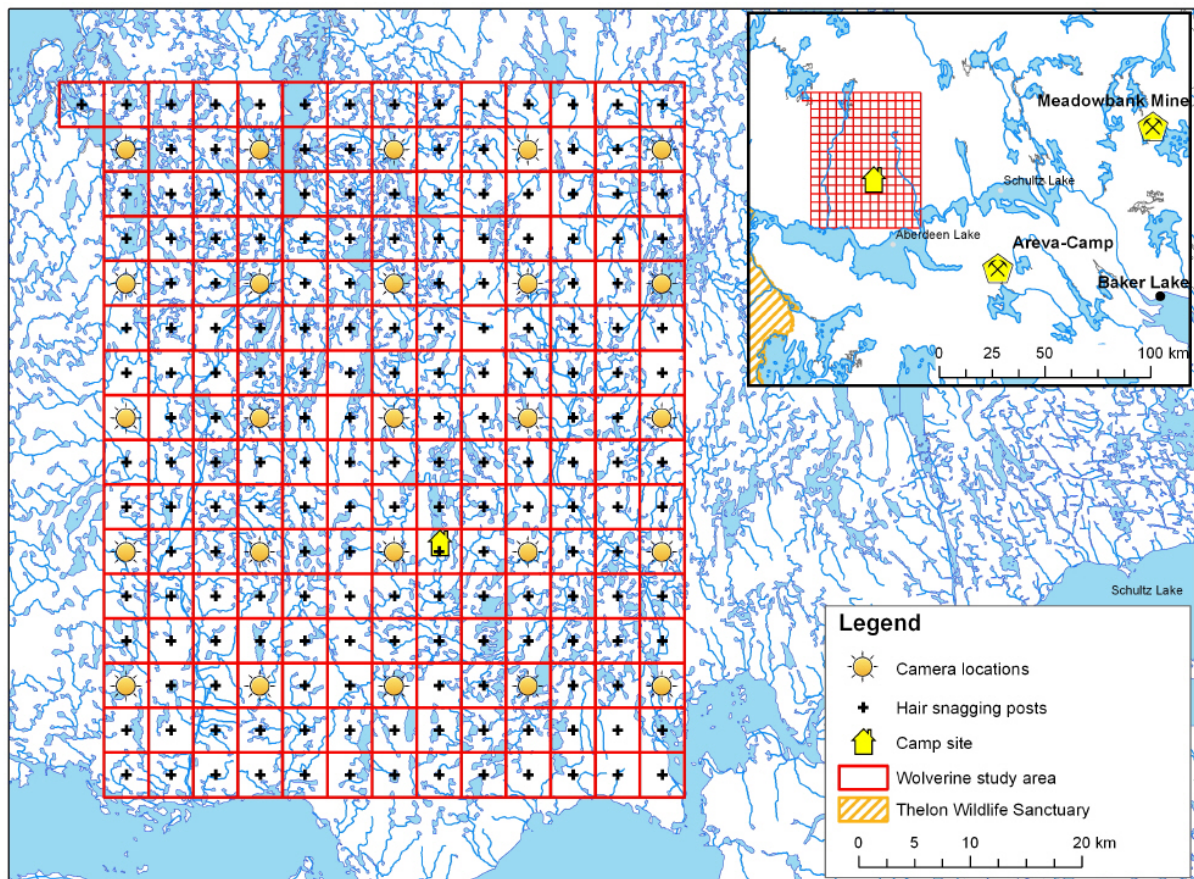 Meadowbank Mine
Schultz Lake
Aberdeen Lake
Areva-Camp
Baker Lake
0 25 50 100 km
Schultz Lake
Legend
Camera locations
Hair snagging posts
Camp site
Wolverine study area
Thelon Wildlife Sanctuary
0 5 10 20 km